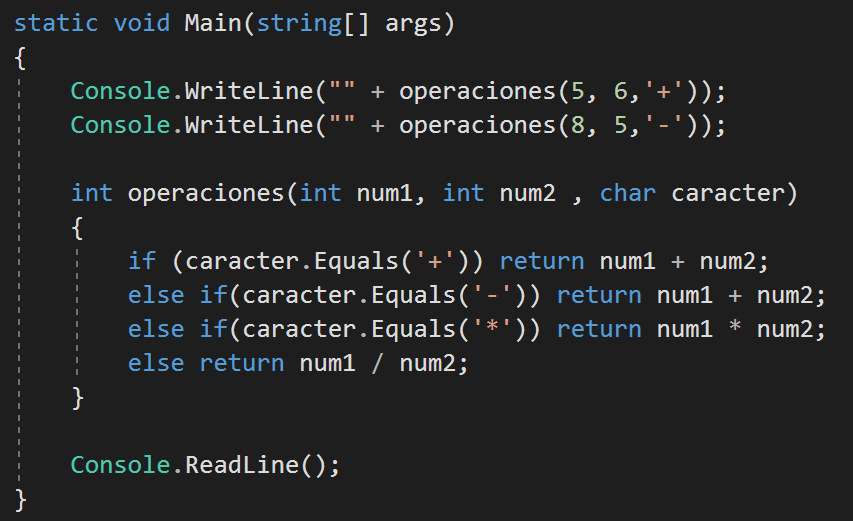 static void Main(string[] args)
{
Console.WriteLine("" + operaciones(5, 6,'+'));
Console.WriteLine("" + operaciones(8, 5,'-'));
int operaciones(int num1, int num2 , char caracter)
{
if (caracter.Equals('+')) return num1 + num2;
else if(caracter.Equals('-')) return num1 + num2;
else if(caracter.Equals('*')) return num1 * num2;
else return num1 / num2;
}
Console.ReadLine();
}